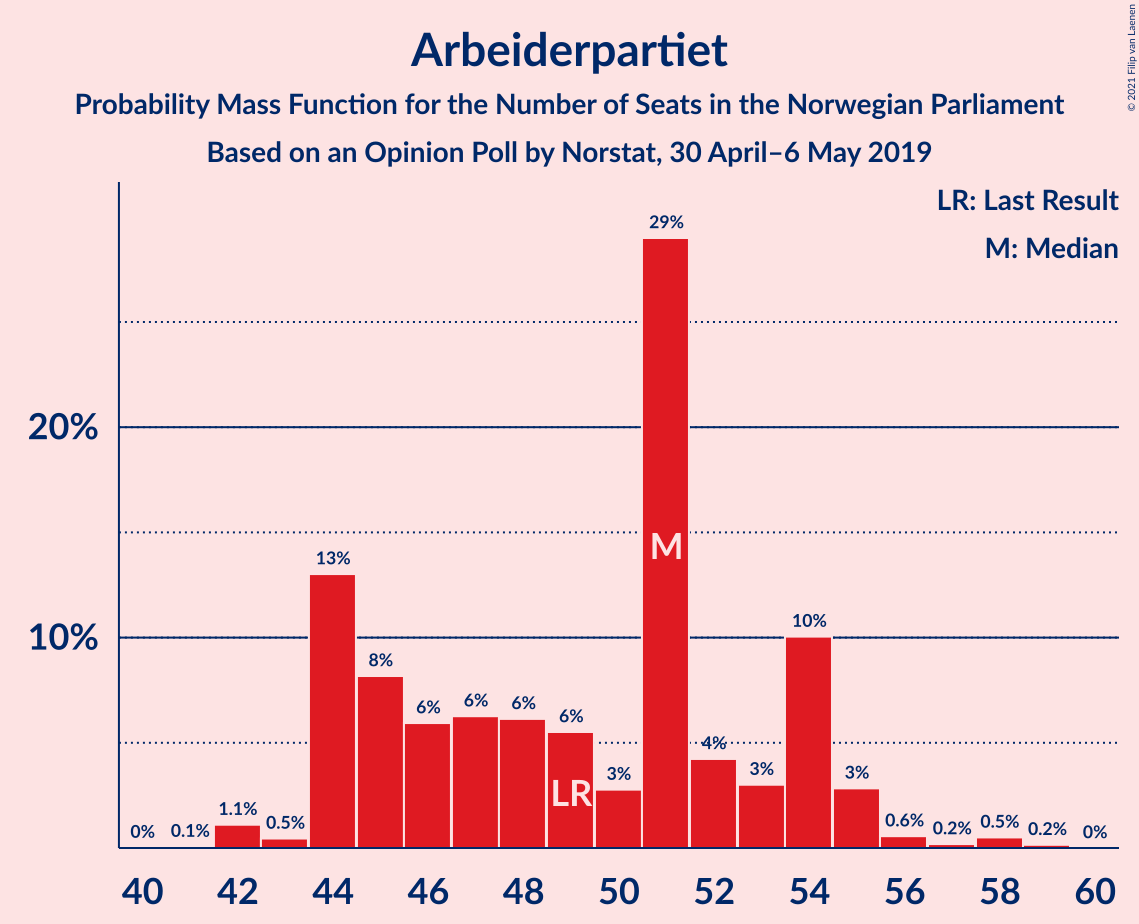 Arbeiderpartiet
Probability Mass Function for the Number of Seats in the Norwegian Parliament
Based on an Opinion Poll by Norstat, 30 April–6 May 2019
© 2021 Filip van Laenen
LR: Last Result
M: Median
20%
10%
0% 0.1% 1.1% 0.5% 13% 8% 6% 6% 6% 6% 3% 29% 4% 3% 10% 3% 0.6% 0.2% 0.5% 0.2% 0%
LR M
40 42 44 46 48 50 52 54 56 58 60